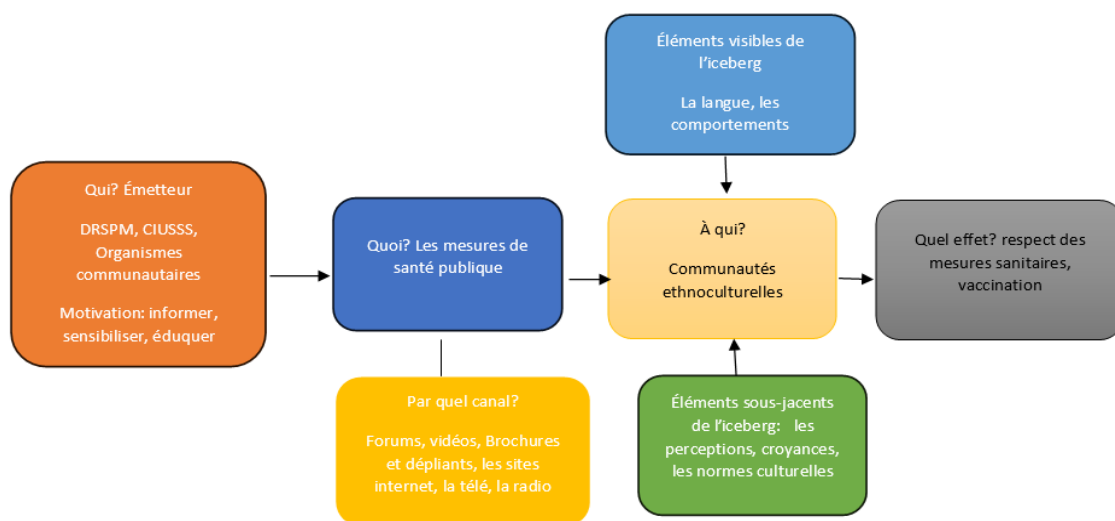 Éléments visibles de
l'iceberg
La langue, les
comportements
Qui? Émetteur
DRSPM, CIUSSS,
Organismes
communautaires
Motivation: informer,
sensibiliser, éduquer
Quoi? Les mesures de
santé publique
À qui?
Communautés
ethnoculturelles
Quel effet? respect des
mesures sanitaires,
vaccination
Par quel canal?
Forums, vidéos, Brochures
et dépliants, les sites
internet, la télé, la radio
Éléments sous-jacents
de l'iceberg: les
perceptions, croyances,
les normes culturelles